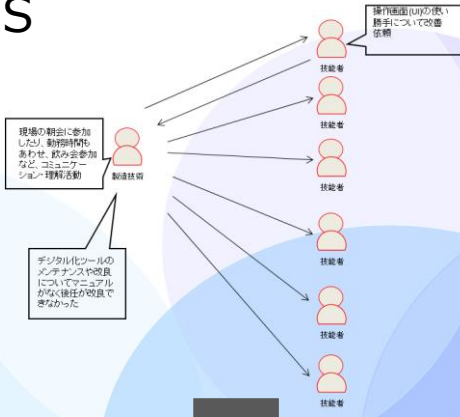 S
操作画面(UI)の使い
勝手について改善
依頼
技能者
技能者
現場の朝会に参加
したり、勤務時間も
あわせ、飲み会参加
など、コミュニケー
ション・理解活動
製造技術
技能者
デジタル化ツールの
メンテナンスや改良
についてマニュアル
がなく後任が改良で
きなかった
技能者
技能者
技能者